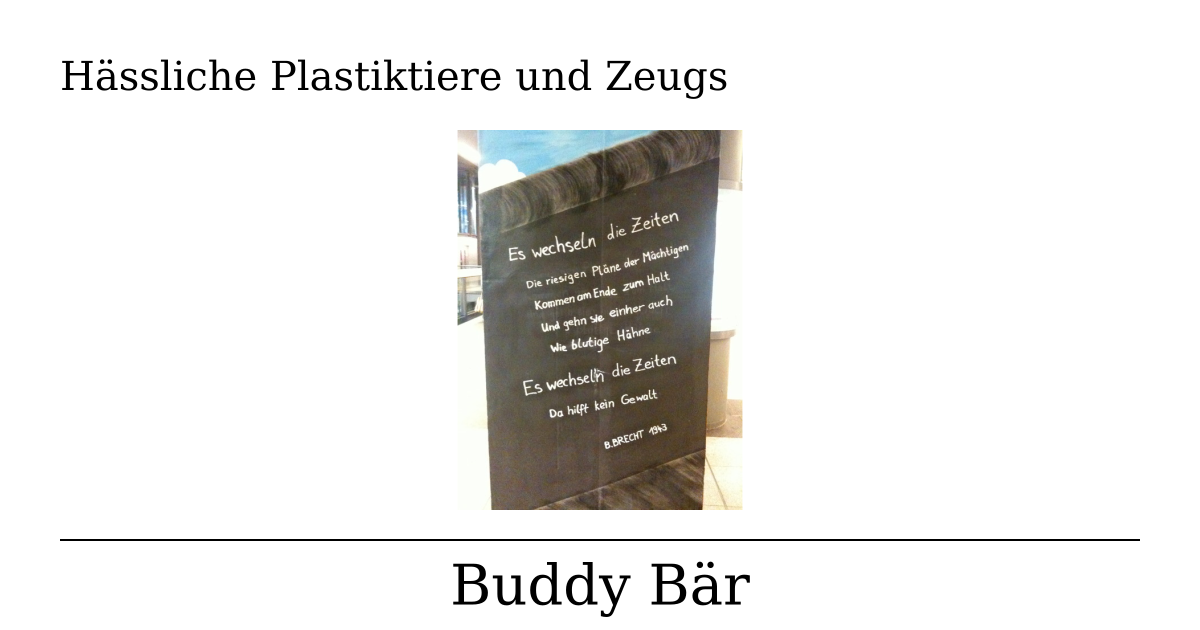 Hässliche Plastiktiere und Zeugs
Es wechseln die Zeiten
Die riesigen Pläne der Mächtigen
Kommen am Ende zum Halt
Und gehn sie einher auch
Wie blutige Hähne
Es wechseln die Zeiten
Da hilft kein Gewalt
B.BRECHT 1943
Buddy Bär